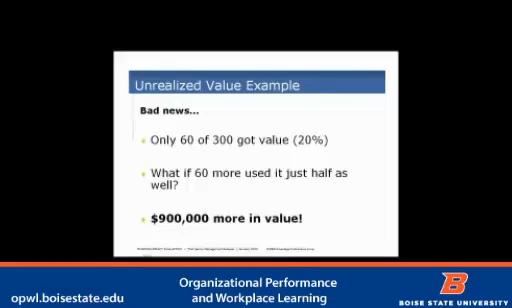 Unrealized Value Example
Bad news...
Only 60 of 300 got value (20%)
What if 60 more used it just half as
well?
$900,000 more in value!
Organizational Performance
and Workplace Learning
opwl.boisestate.edu
B
BOISE STATE UNIVERSITY